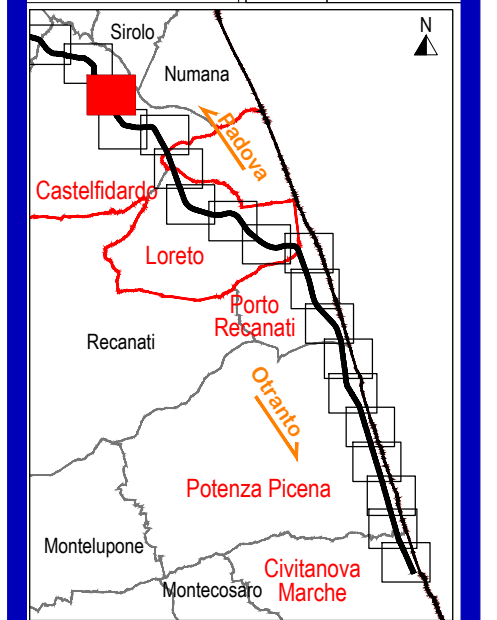 Sirolo
N
Numana
Padova
Castelfidardo
Loreto
Porto
Recanati
Recanati
Otranto
Potenza Picena
Montelupone
Civitanova
Marche
Montecosaro